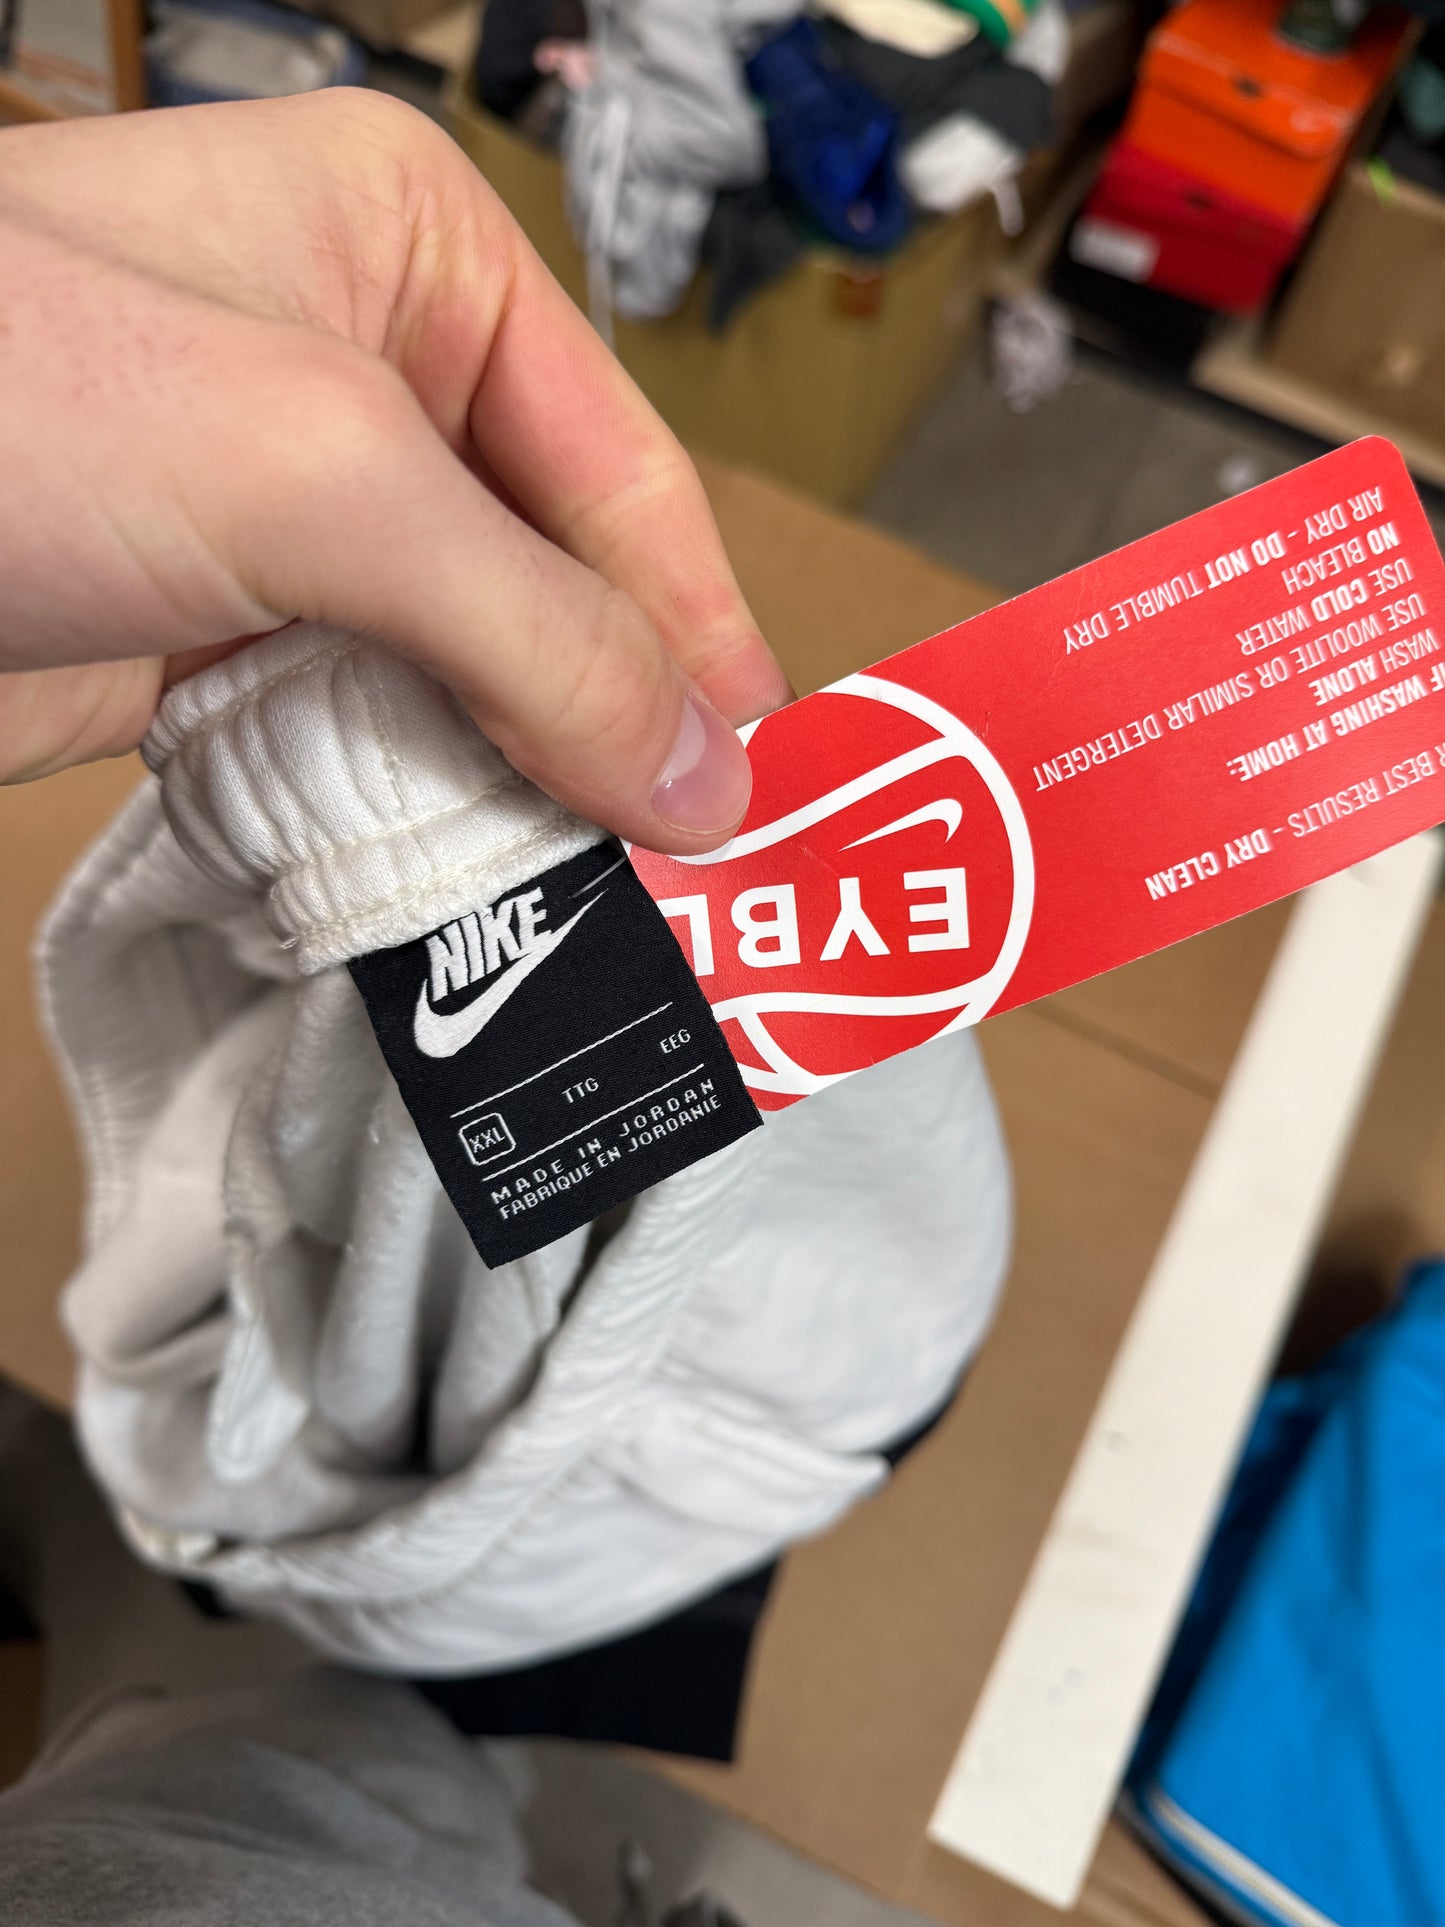 NIKE
XXL TTG EEG
MADE IN JORDAN
FABRIQUE EN JORDANIE
EYBL
BEST RESULTS - DRY CLEAN
IF WASHING AT HOME:
WASH ALONE
USE WOOLITE OR SIMILAR DETERGENT
USE COLD WATER
NO BLEACH
AIR DRY - DO NOT TUMBLE DRY